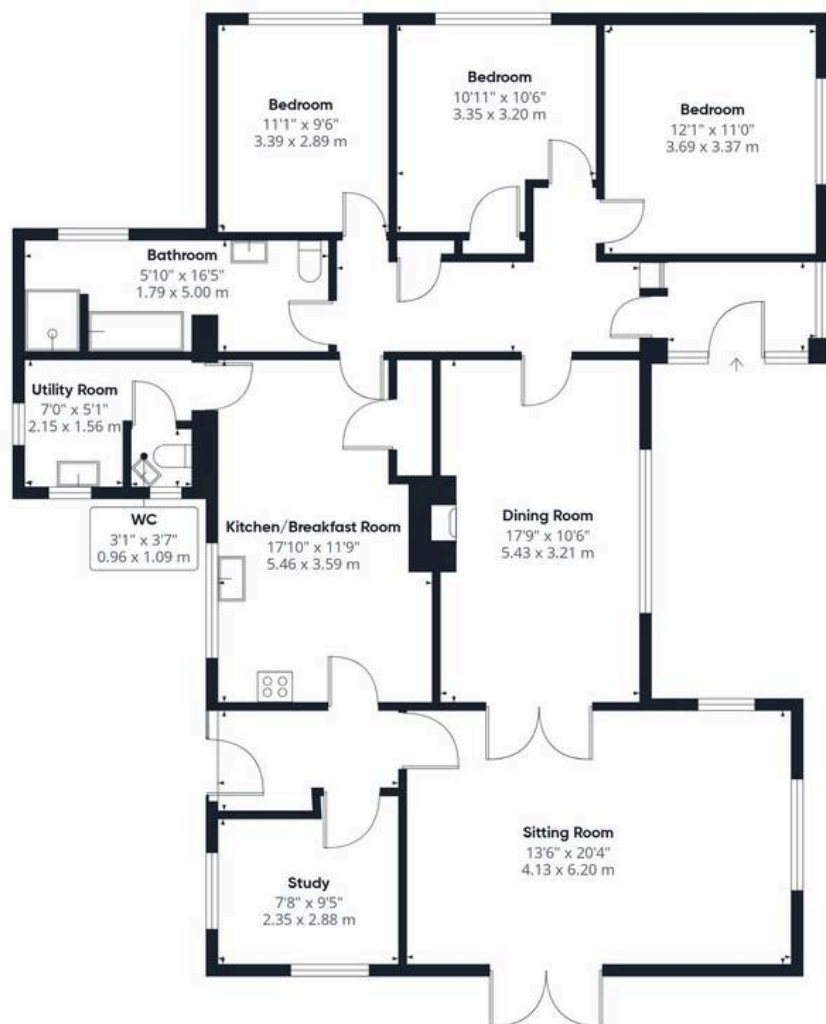 Bedroom
11'1" x 9'6"
3.39 x 2.89 m
Bedroom
10'11" x 10'6"
3.35 x 3.20 m
Bedroom
12'1" x 11'0"
3.69 x 3.37 m
Bathroom
5'10" x 16'5"
1.79 x 5.00 m
Utility Room
7'0" x 5'1"
2.15 x 1.56 m
WC
3'1" x 3'7"
0.96 x 1.09 m
Kitchen/Breakfast Room
17'10" x 11'9"
5.46 x 3.59 m
Dining Room
17'9" x 10'6"
5.43 x 3.21 m
Sitting Room
13'6" x 20'4"
4.13 x 6.20 m
Study
7'8" x 9'5"
2.35 x 2.88 m